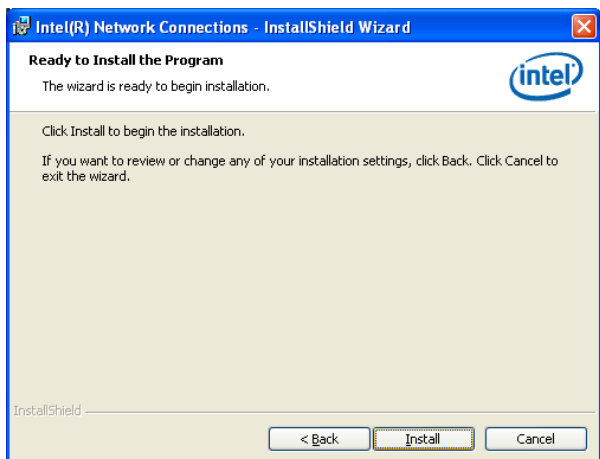 Intel(R) Network Connections - InstallShield Wizard
Ready to Install the Program
The wizard is ready to begin installation.
intel
Click Install to begin the installation.
If you want to review or change any of your installation settings, click Back. Click Cancel to
exit the wizard.
InstallShield
< Back
Install
Cancel